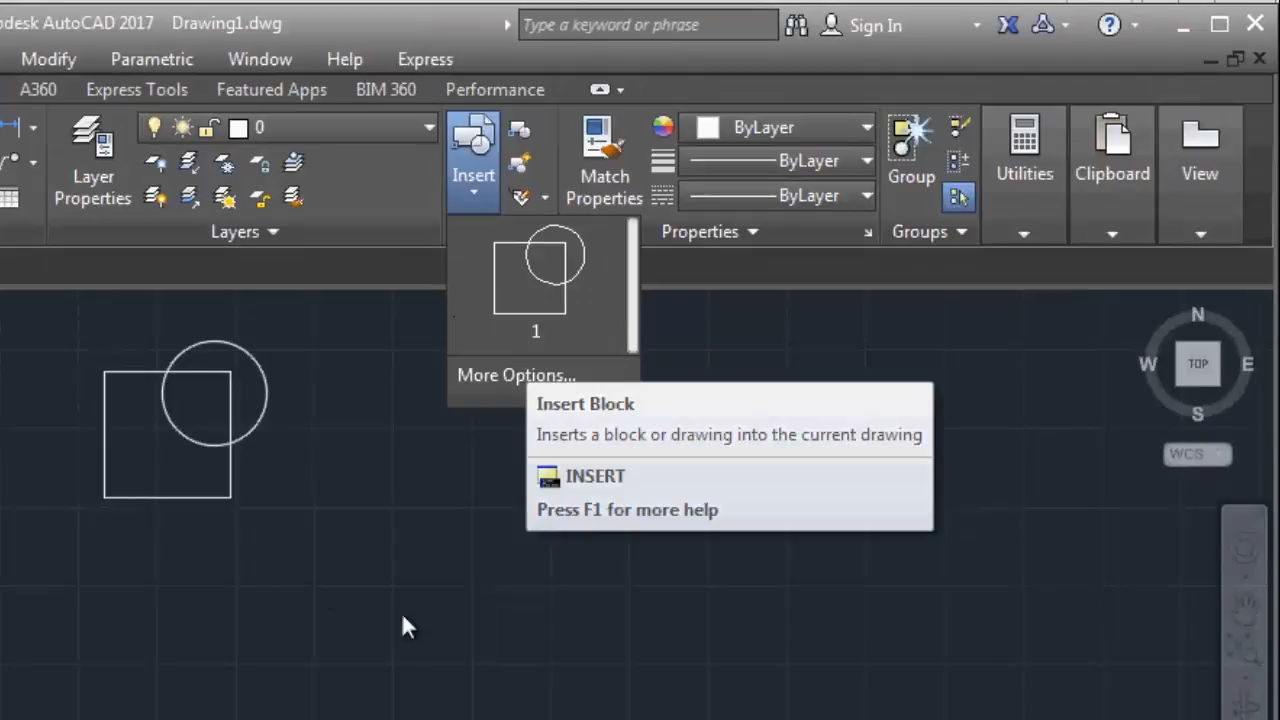 odesk AutoCAD 2017 Drawing1.dwg Type a keyword or phrase Sign In
Modify Parametric Window Help Express
A360 Express Tools Featured Apps BIM 360 Performance
0 ByLayer
Layer Properties
Insert
Match Properties
ByLayer
ByLayer
Group
Utilities
Clipboard
View
Layers Properties Groups
1
More Options...
Insert Block
Inserts a block or drawing into the current drawing
INSERT
Press F1 for more help
N
W TOP E
S
WCS